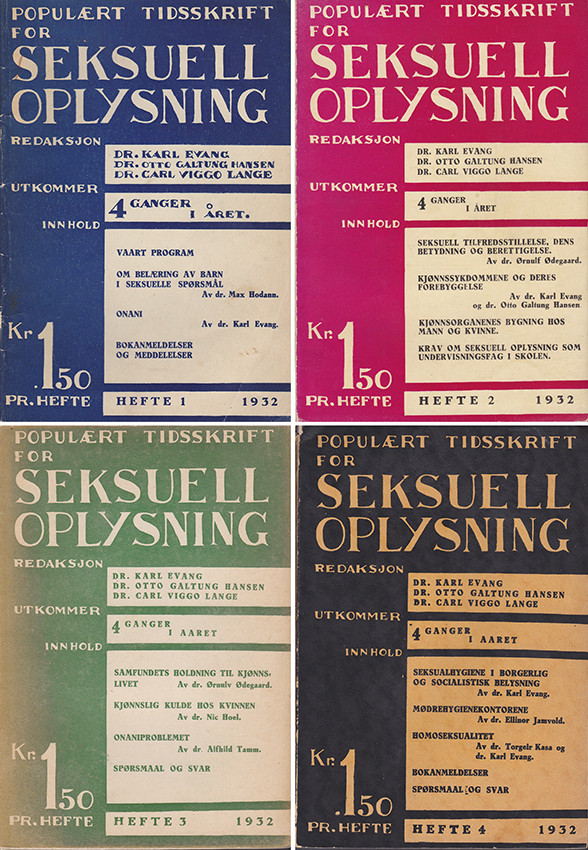 POPULÆRT TIDSSKRIFT
FOR
SEKSUELL
OPLYSNING
REDAKSJON
DR. KARL EVANG
DR. OTTO GALTUNG HANSEN
DR. CARL VIGGO LANGE
UTKOMMER
4 GANGER
I ÅRET.
INNHOLD
VAART PROGRAM
OM BELÆRING AV BARN
I SEKSUELLE SPØRSMÅL
Av dr. Max Hodann.
ONANI
Av dr. Karl Evang.
BOKANMELDELSER
OG MEDDELELSER
Kr. 1.50
PR. HEFTE
HEFTE 1 1932
POPULÆRT TIDSSKRIFT
FOR
SEKSUELL
OPLYSNING
REDAKSJON
DR. KARL EVANG
DR. OTTO GALTUNG HANSEN
DR. CARL VIGGO LANGE
UTKOMMER
4 GANGER
I ÅRET
INNHOLD
SEKSUELL TILFREDSSTILLELSE, DENS
BETYDNING OG BERETTIGELSE.
Av dr. Ørnulf Ødegaard.
KJØNNSSYKDOMMENE OG DERES
FOREBYGGELSE
Av dr. Karl Evang
og dr. Otto Galtung Hansen
KJØNNSORGANENES BYGNING HOS
MANN OG KVINNE.
KRAV OM SEKSUELL OPLYSNING SOM
UNDERVISNINGSFAG I SKOLEN.
Kr. 1.50
PR. HEFTE
HEFTE 2 1932
POPULÆRT TIDSSKRIFT
FOR
SEKSUELL
OPLYSNING
REDAKSJON
DR. KARL EVANG
DR. OTTO GALTUNG HANSEN
DR. CARL VIGGO LANGE
UTKOMMER
4 GANGER
I AARET
INNHOLD
SAMFUNDETS HOLDNING TIL KJØNNS-
LIVET Av dr. Ørnulv Ødegaard.
KJØNNSLIG KULDE HOS KVINNEN
Av dr. Nic Hoel.
ONANIPROBLEMET
Av dr. Alfhild Tamm.
SPØRSMAAL OG SVAR
Kr. 1.50
PR. HEFTE
HEFTE 3 1932
POPULÆRT TIDSSKRIFT
FOR
SEKSUELL
OPLYSNING
REDAKSJON
DR. KARL EVANG
DR. OTTO GALTUNG HANSEN
DR. CARL VIGGO LANGE
UTKOMMER
4 GANGER
I AARET
INNHOLD
SEKSUALHYGIENE I BORGERLIG
OG SOCIALISTISK BELYSNING
Av dr. Karl Evang.
MØDREHYGIENEKONTORENE
Av dr. Ellinor Jamvold.
HOMOSEKSUALITET
Av dr. Torgeir Kasa og
dr. Karl Evang.
BOKANMELDELSER
SPØRSMAAL OG SVAR
Kr. 1.50
PR. HEFTE
HEFTE 4 1932